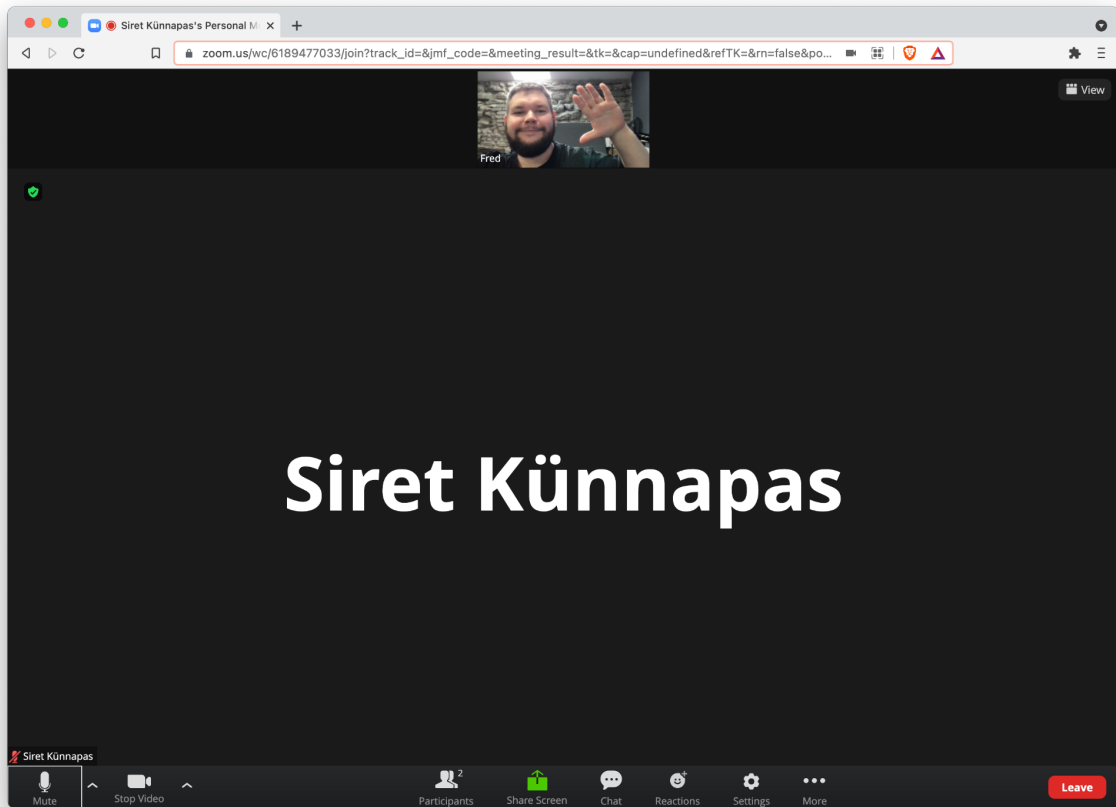 Siret Künnapas's Personal M
zoom.us/wc/6189477033/join?track_id=&jmf_code=&meeting_result=&tk=&cap=undefined&refTK=&rn=false&po...
View
Fred
Siret Künnapas
Siret Künnapas
Mute
Stop Video
Participants
2
Share Screen
Chat
Reactions
Settings
More
Leave